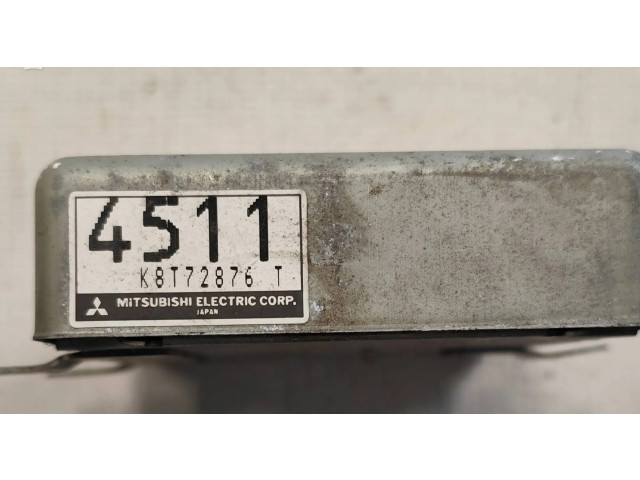 4511
K8T72876 T
MITSUBISHI ELECTRIC CORP.
JAPAN